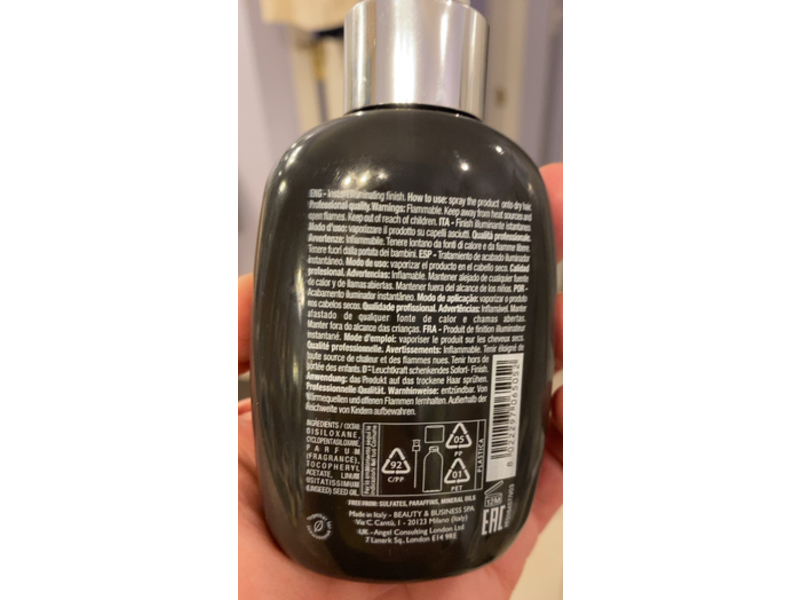 ENG - Instant illuminating finish. How to use: spray the product onto dry hair.
Professional quality. Warnings: Flammable. Keep away from heat sources and
open flames. Keep out of reach of children. ITA - Finish illuminante instantaneo.
Modo d'uso: vaporizzare il prodotto su capelli asciutti. Qualità professionale.
Avvertenze: Infiammabile. Tenere lontano da fonti di calore e da fiamme libere.
Tenere fuori dalla portata dei bambini. ESP - Tratamiento de acabado iluminador
instantáneo. Modo de uso: vaporizar el producto en el cabello seco. Calidad
profesional. Advertencias: Inflamable. Mantener alejado de cualquier fuente
de calor y de llamas abiertas. Mantener fuera del alcance de los niños. POR -
Acabamento iluminador instantâneo. Modo de aplicação: vaporizar o produto
nos cabelos secos. Qualidade profissional. Advertências: Inflamável. Manter
afastado de qualquer fonte de calor e chamas abertas.
Manter fora do alcance das crianças. FRA - Produit de finition illuminateur
instantané. Mode d'emploi: vaporiser le produit sur les cheveux secs.
Qualité professionnelle. Avertissements: Inflammable. Tenir éloigné de
toute source de chaleur et des flammes nues. Tenir hors de
portée des enfants. D - Leuchtkraft schenkendes Sofort- Finish.
Anwendung: das Produkt auf das trockene Haar sprühen.
Professionelle Qualität. Warnhinweise: entzündbar. Von
Wärmequellen und offenen Flammen fernhalten. Außerhalb der
Reichweite von Kindern aufbewahren.
INGREDIENTS /
DISILOXANE,
CYCLOPENTASILOXANE,
PARFUM
(FRAGRANCE),
TOCOPHERYL
ACETATE, LINUM
USITATISSIMUM
(LINSEED) SEED OIL.
92
C/PP
05
PP
01
PET
PLASTICA
FREE FROM: SULFATES, PARAFFINS, MINERAL OILS
Made in Italy - BEAUTY & BUSINESS SPA
Via C. Cantù, 1 - 20123 Milano (Italy)
UK - Angel Consulting London Ltd
7 Lanark Sq., London E14 9RE
12M
EAC